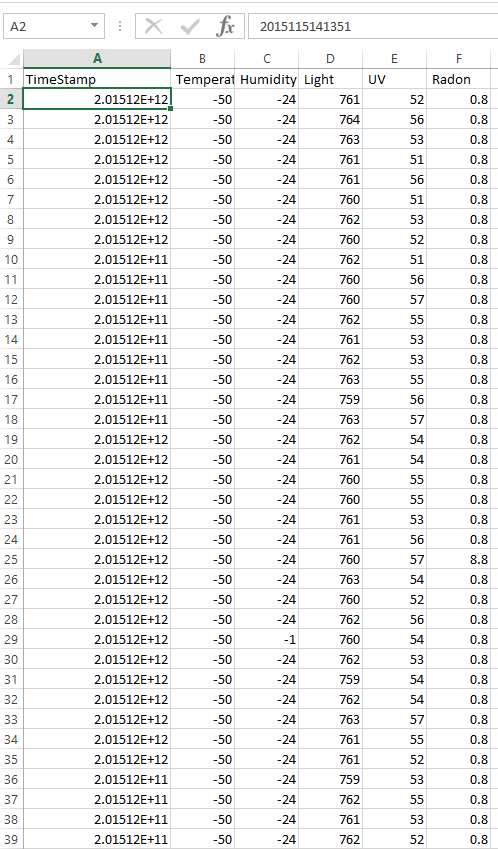 A2 fx 2015115141351
A B C D E F
1 TimeStamp Temperat Humidity Light UV Radon
2 2.01512E+12 -50 -24 761 52 0.8
3 2.01512E+12 -50 -24 764 56 0.8
4 2.01512E+12 -50 -24 763 53 0.8
5 2.01512E+12 -50 -24 761 51 0.8
6 2.01512E+12 -50 -24 761 56 0.8
7 2.01512E+12 -50 -24 760 51 0.8
8 2.01512E+12 -50 -24 762 53 0.8
9 2.01512E+12 -50 -24 760 52 0.8
10 2.01512E+11 -50 -24 762 51 0.8
11 2.01512E+11 -50 -24 760 56 0.8
12 2.01512E+11 -50 -24 760 57 0.8
13 2.01512E+11 -50 -24 762 55 0.8
14 2.01512E+11 -50 -24 761 53 0.8
15 2.01512E+11 -50 -24 762 53 0.8
16 2.01512E+11 -50 -24 763 55 0.8
17 2.01512E+11 -50 -24 759 56 0.8
18 2.01512E+11 -50 -24 763 57 0.8
19 2.01512E+12 -50 -24 762 54 0.8
20 2.01512E+12 -50 -24 761 54 0.8
21 2.01512E+12 -50 -24 760 55 0.8
22 2.01512E+12 -50 -24 760 55 0.8
23 2.01512E+12 -50 -24 761 53 0.8
24 2.01512E+12 -50 -24 761 56 0.8
25 2.01512E+12 -50 -24 760 57 8.8
26 2.01512E+12 -50 -24 763 54 0.8
27 2.01512E+12 -50 -24 760 52 0.8
28 2.01512E+12 -50 -24 762 56 0.8
29 2.01512E+12 -50 -1 760 54 0.8
30 2.01512E+12 -50 -24 762 53 0.8
31 2.01512E+12 -50 -24 759 54 0.8
32 2.01512E+12 -50 -24 762 54 0.8
33 2.01512E+12 -50 -24 763 57 0.8
34 2.01512E+12 -50 -24 761 55 0.8
35 2.01512E+12 -50 -24 761 52 0.8
36 2.01512E+11 -50 -24 759 53 0.8
37 2.01512E+11 -50 -24 762 55 0.8
38 2.01512E+11 -50 -24 761 53 0.8
39 2.01512E+11 -50 -24 762 52 0.8